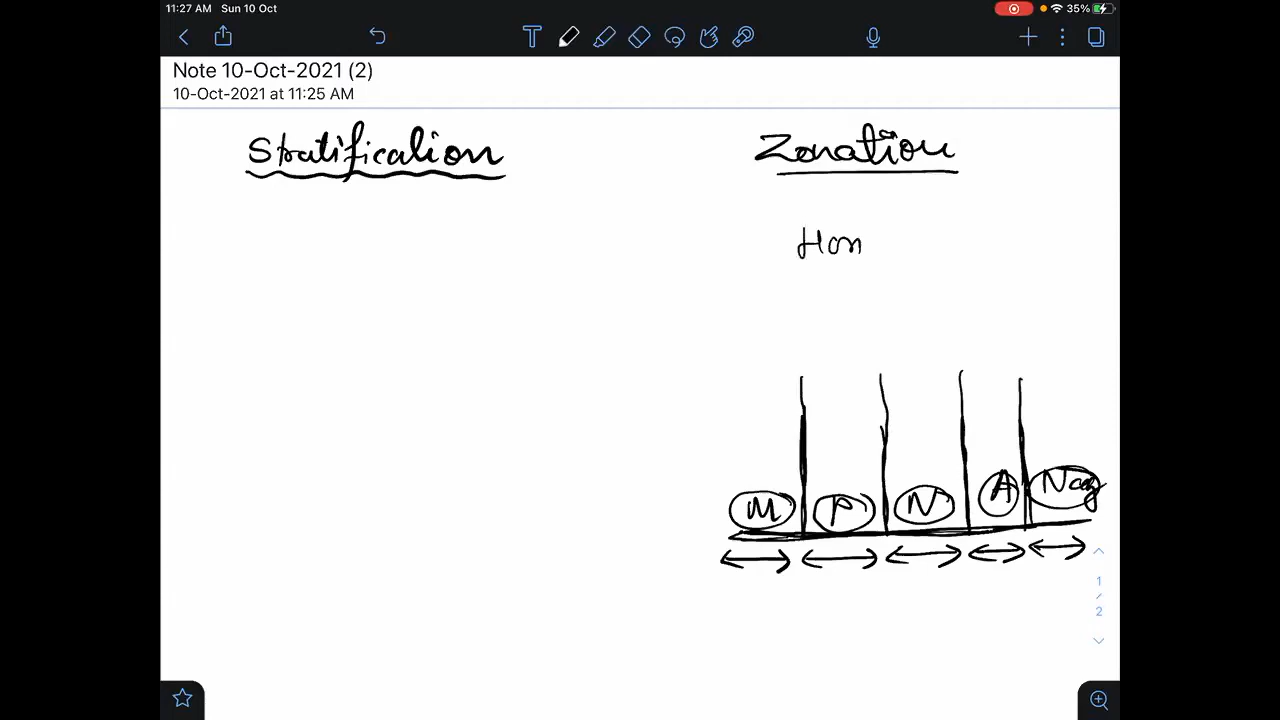 11:27 AM Sun 10 Oct 35%
Note 10-Oct-2021 (2)
10-Oct-2021 at 11:25 AM
Stratification Zonation
Hon
M P N A Nag
1
/
2